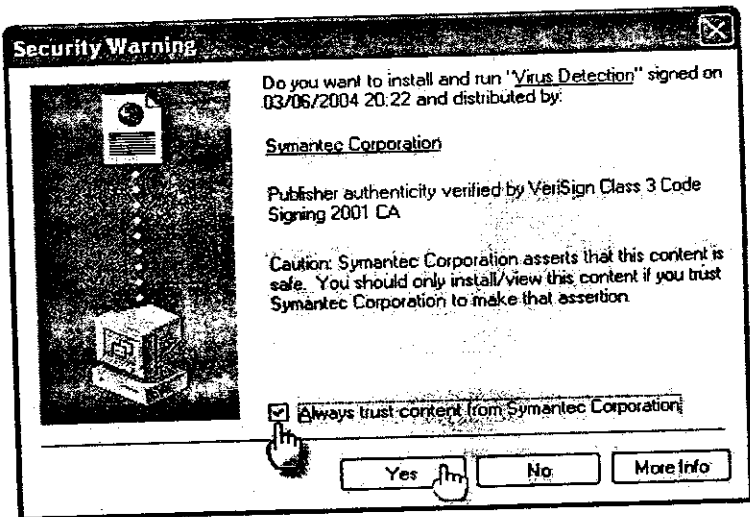 Security Warning
Do you want to install and run "Virus Detection" signed on
03/06/2004 20:22 and distributed by:
Symantec Corporation
Publisher authenticity verified by VeriSign Class 3 Code
Signing 2001 CA
Caution: Symantec Corporation asserts that this content is
safe. You should only install/view this content if you trust
Symantec Corporation to make that assertion.
Always trust content from Symantec Corporation
Yes
No
More Info